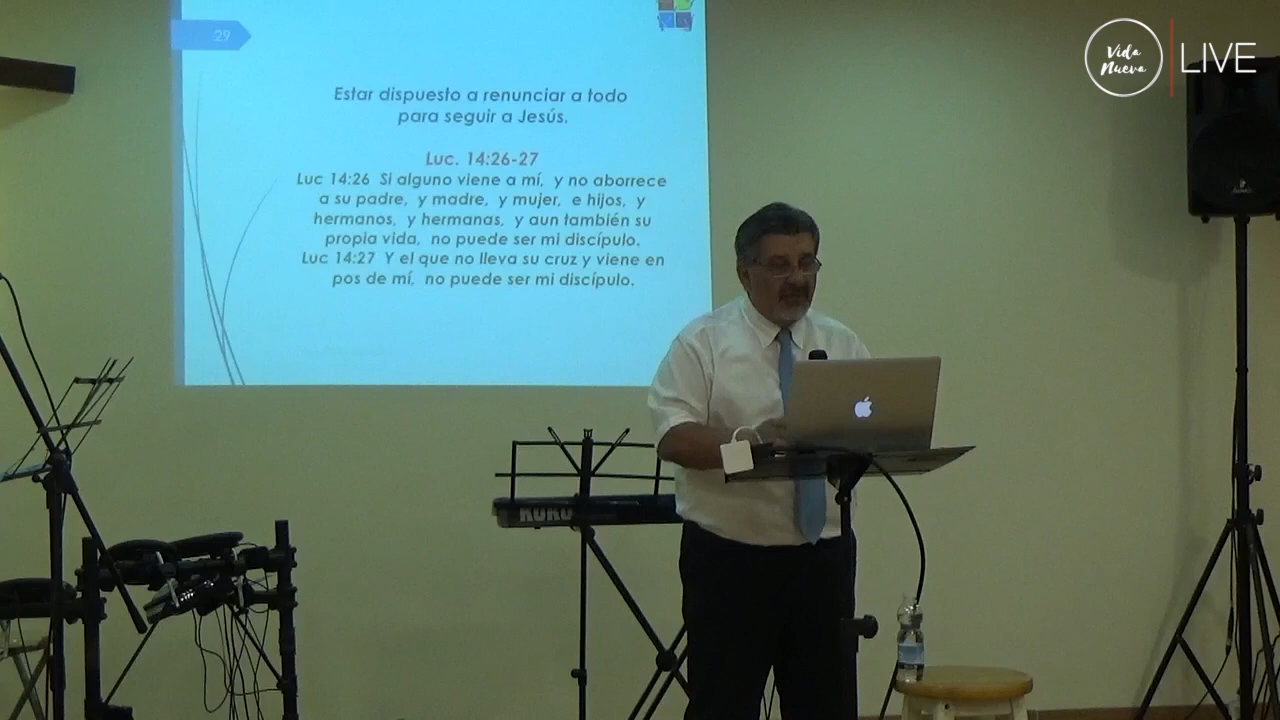 29
Estar dispuesto a renunciar a todo
para seguir a Jesús.
Luc. 14:26-27
Luc 14:26 Si alguno viene a mí, y no aborrece
a su padre, y madre, y mujer, e hijos, y
hermanos, y hermanas, y aun también su
propia vida, no puede ser mi discípulo.
Luc 14:27 Y el que no lleva su cruz y viene en
pos de mí, no puede ser mi discípulo.
Vida
Nueva
LIVE
KORG